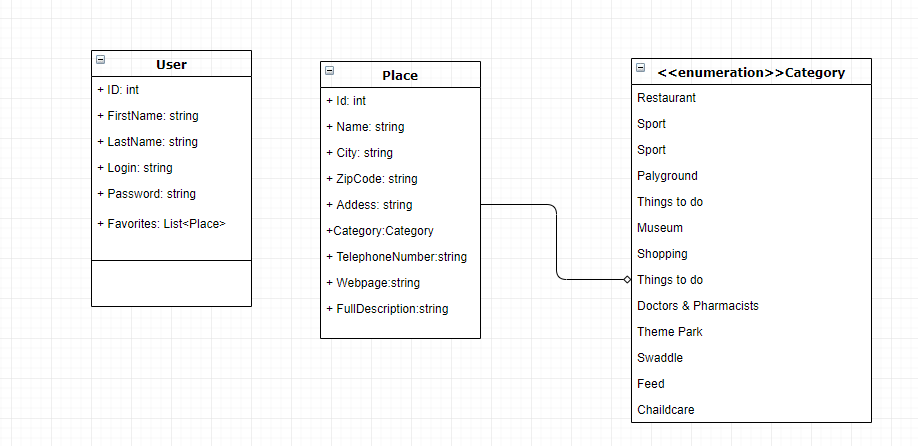 User
+ ID: int
+ FirstName: string
+ LastName: string
+ Login: string
+ Password: string
+ Favorites: List<Place>
Place
+ Id: int
+ Name: string
+ City: string
+ ZipCode: string
+ Addess: string
+Category:Category
+ TelephoneNumber:string
+ Webpage:string
+ FullDescription:string
<<enumeration>>Category
Restaurant
Sport
Sport
Palyground
Things to do
Museum
Shopping
Things to do
Doctors & Pharmacists
Theme Park
Swaddle
Feed
Chaildcare